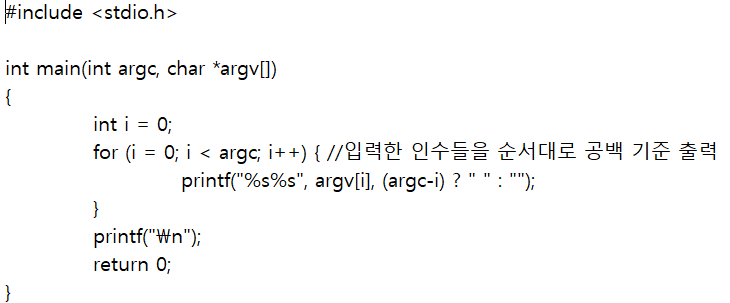 #include <stdio.h>
int main(int argc, char *argv[])
{
int i = 0;
for (i = 0; i < argc; i++) { //입력한 인수들을 순서대로 공백 기준 출력
printf("%s%s", argv[i], (argc-i) ? " " : "");
}
printf("₩n");
return 0;
}